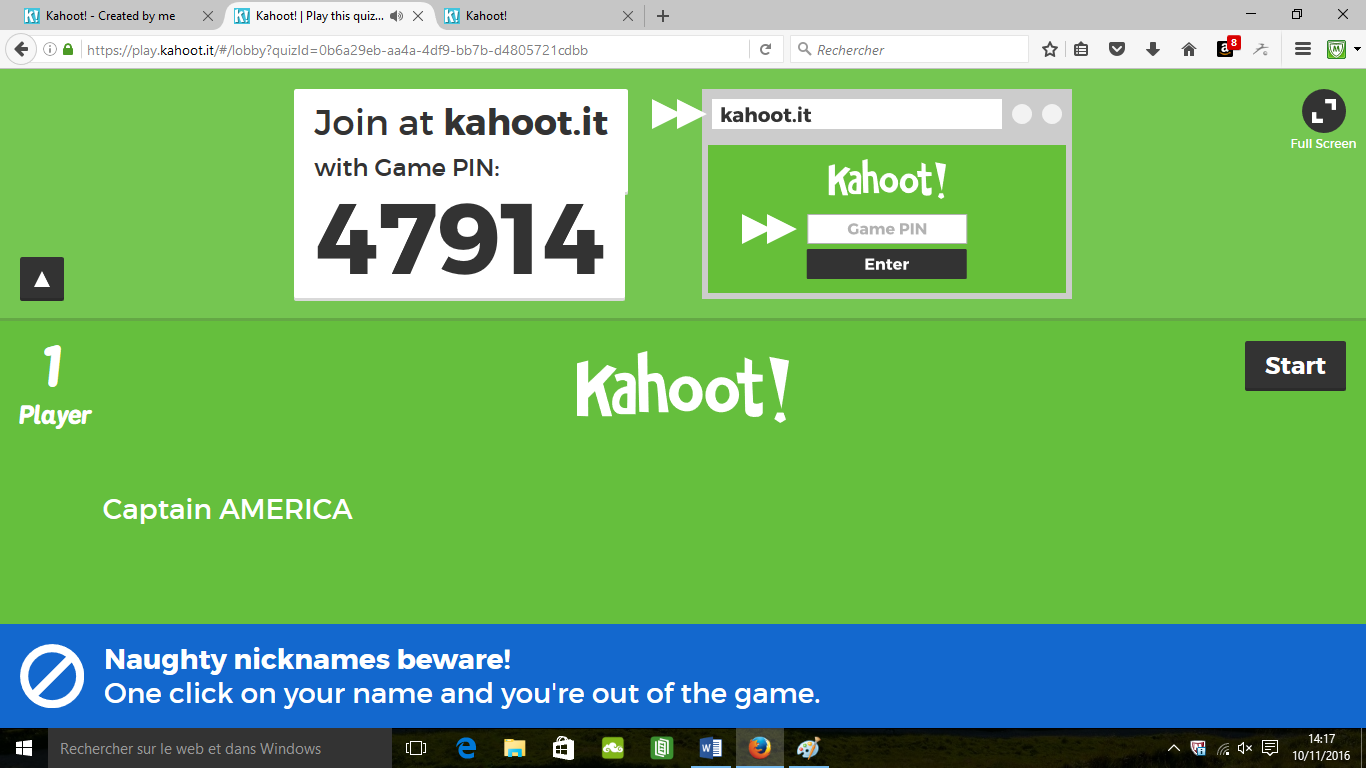 Kahoot! - Created by me
Kahoot! | Play this quiz...
Kahoot!
https://play.kahoot.it/#/lobby?quizId=0b6a29eb-aa4a-4df9-bb7b-d4805721cdbb
Rechercher
8
Join at kahoot.it
with Game PIN:
47914
kahoot.it
Kahoot!
Game PIN
Enter
Full Screen
1
Player
Kahoot!
Start
Captain AMERICA
Naughty nicknames beware!
One click on your name and you're out of the game.
Rechercher sur le web et dans Windows
14:17
10/11/2016